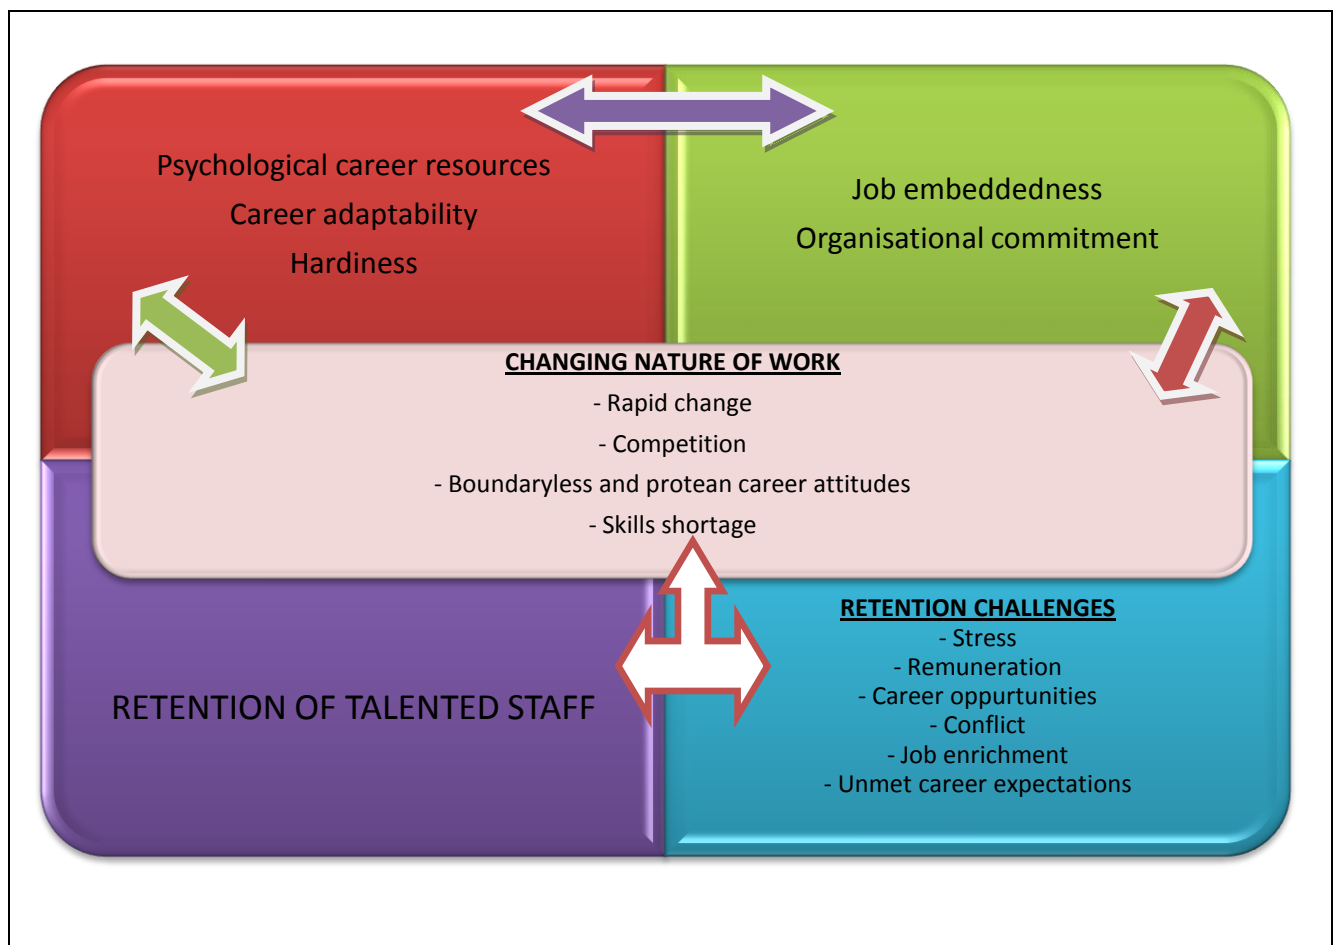 Psychological career resources
Career adaptability
Hardiness
Job embeddedness
Organisational commitment
CHANGING NATURE OF WORK
- Rapid change
- Competition
- Boundaryless and protean career attitudes
- Skills shortage
RETENTION OF TALENTED STAFF
RETENTION CHALLENGES
- Stress
- Remuneration
- Career oppurtunities
- Conflict
- Job enrichment
- Unmet career expectations